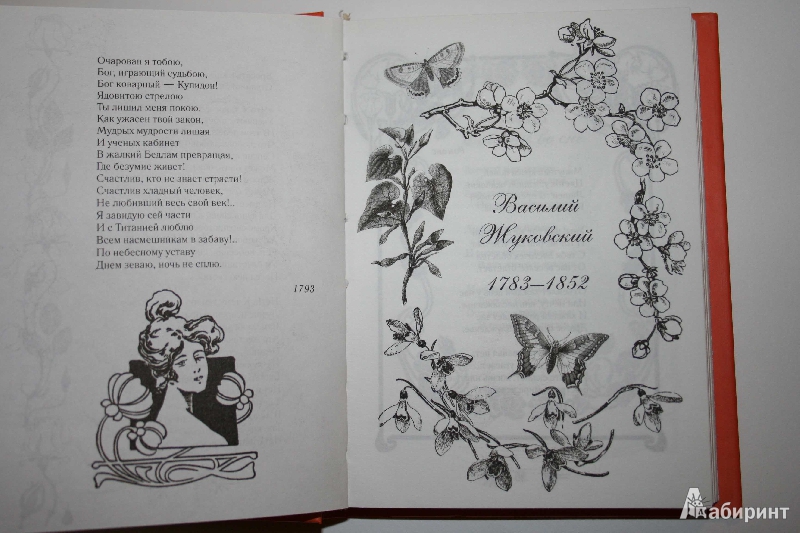 Очарован я тобою,
Бог, играющий судьбою,
Бог коварный — Купидон!
Ядовитою стрелою
Ты лишил меня покою.
Как ужасен твой закон,
Мудрых мудрости лишая
И ученых кабинет
В жалкий Бедлам превращая,
Где безумие живет!
Счастлив, кто не знает страсти!
Счастлив хладный человек,
Не любивший весь свой век!..
Я завидую сей части
И с Титанией люблю
Всем насмешникам в забаву!..
По небесному уставу
Днем зеваю, ночь не сплю.
1793
Василий
Жуковский
1783—1852
Лабиринт